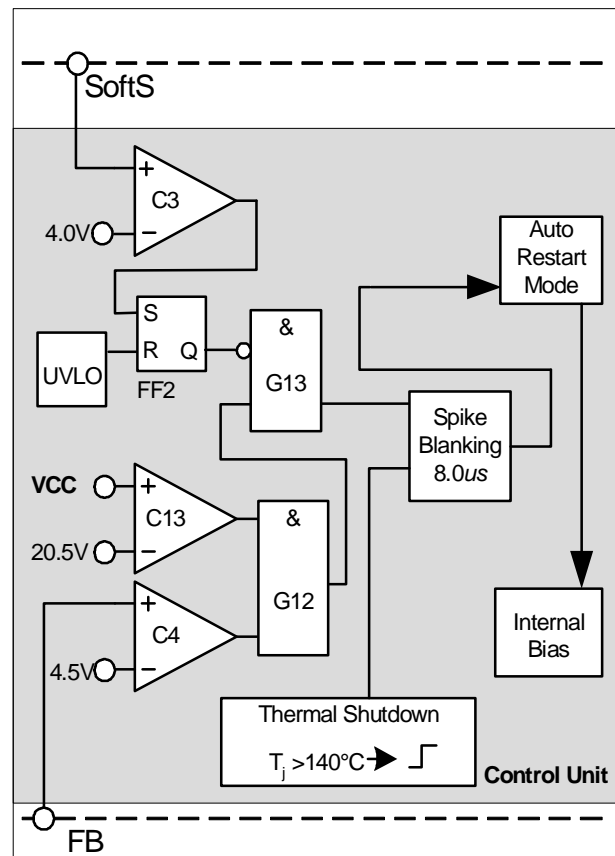 SoftS
+
C3
4.0V
−
Auto
Restart
Mode
S
R
Q
&
G13
UVLO
FF2
Spike
Blanking
8.0us
VCC
+
C13
20.5V
−
&
G12
+
C4
4.5V
−
Internal
Bias
Thermal Shutdown
Tj >140°C
Control Unit
FB